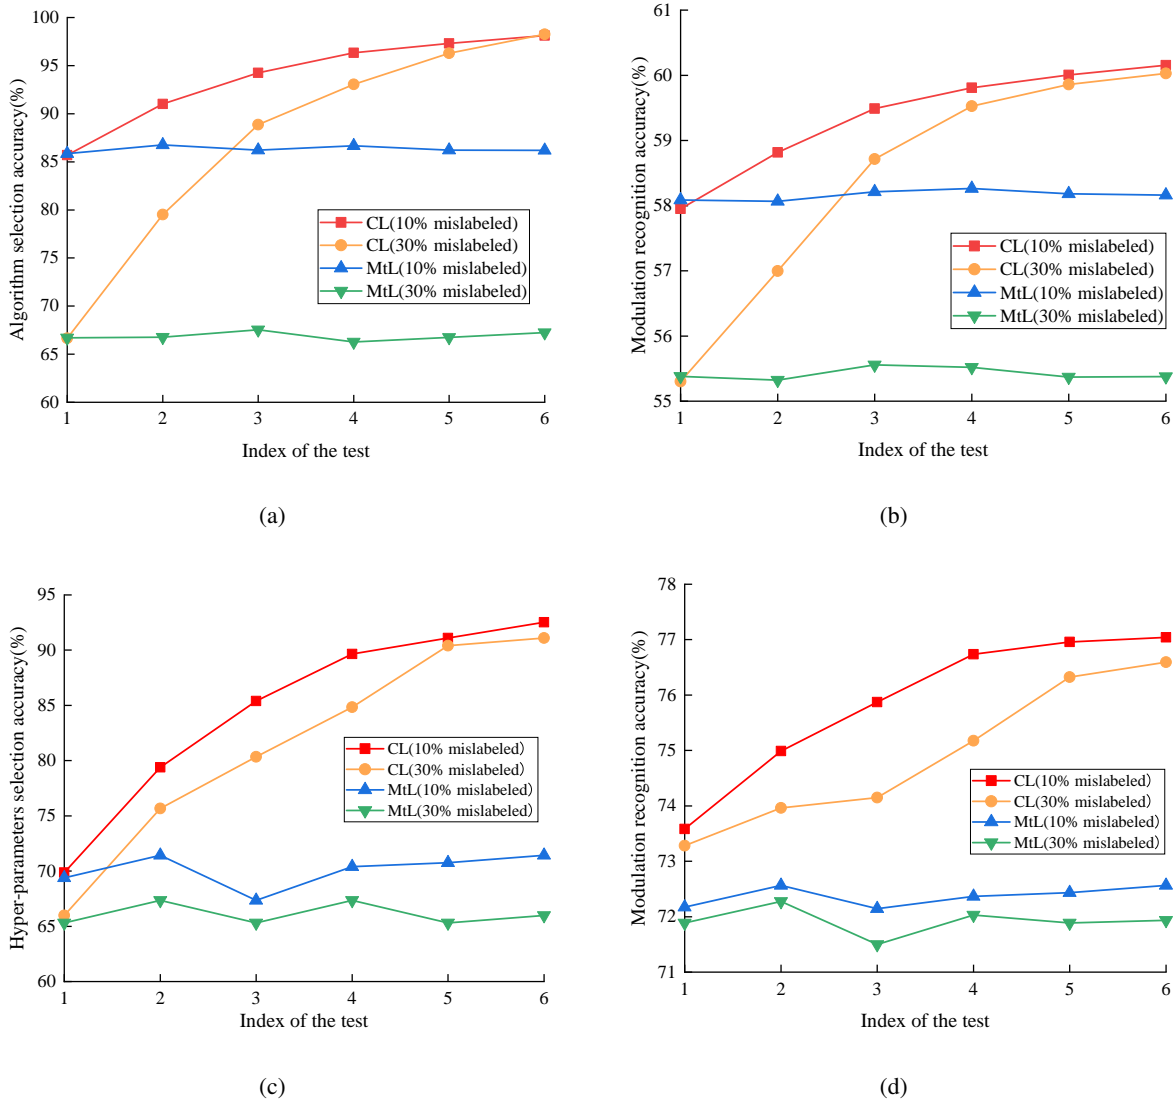 Algorithm selection accuracy(%)
100
95
90
85
80
75
70
65
60
1 2 3 4 5 6
Index of the test
CL(10% mislabeled)
CL(30% mislabeled)
MtL(10% mislabeled)
MtL(30% mislabeled)
(a)
Modulation recognition accuracy(%)
61
60
59
58
57
56
55
1 2 3 4 5 6
Index of the test
CL(10% mislabeled)
CL(30% mislabeled)
MtL(10% mislabeled)
MtL(30% mislabeled)
(b)
Hyper-parameters selection accuracy(%)
95
90
85
80
75
70
65
60
1 2 3 4 5 6
Index of the test
CL(10% mislabeled)
CL(30% mislabeled)
MtL(10% mislabeled)
MtL(30% mislabeled)
(c)
Modulation recognition accuracy(%)
78
77
76
75
74
73
72
71
1 2 3 4 5 6
Index of the test
CL(10% mislabeled)
CL(30% mislabeled)
MtL(10% mislabeled)
MtL(30% mislabeled)
(d)